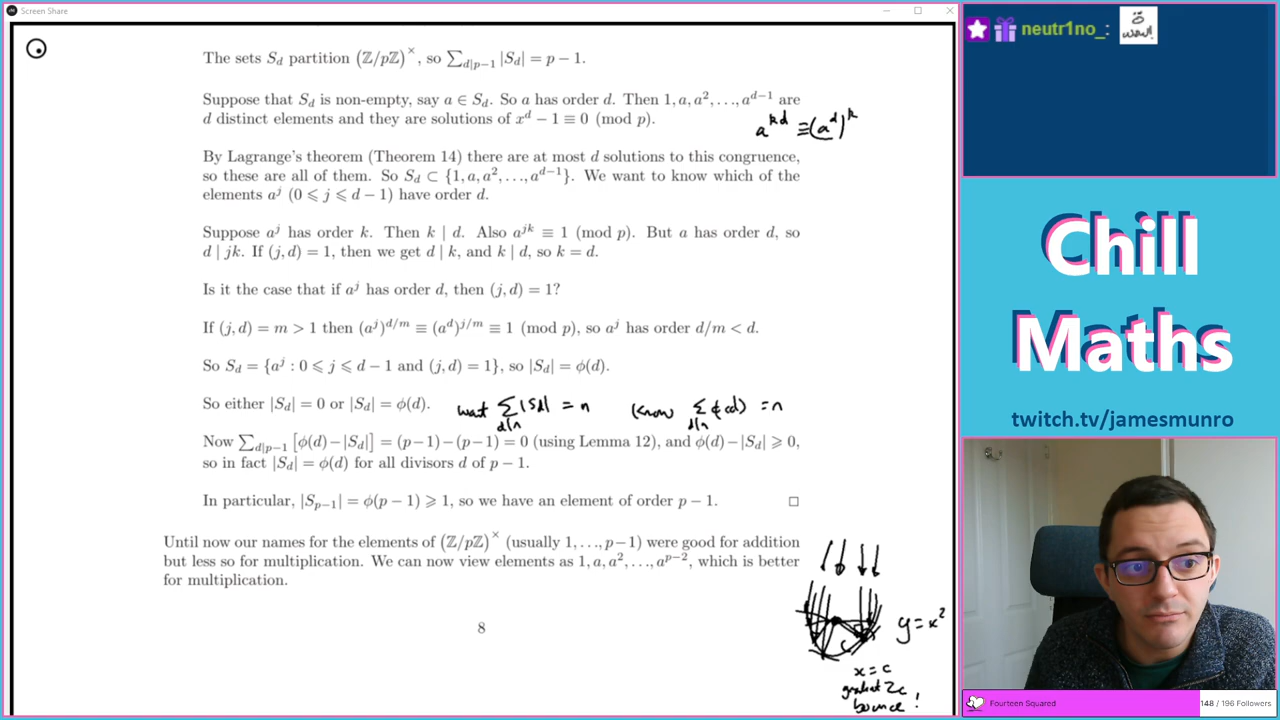 Screen Share
The sets S_d partition (ℤ/pℤ)^×, so ∑_{d|p−1} |S_d| = p − 1.
Suppose that S_d is non-empty, say a ∈ S_d. So a has order d. Then 1, a, a², . . . , a^{d−1} are
d distinct elements and they are solutions of x^d − 1 ≡ 0 (mod p).
a^{kd} ≡ (a^d)^k
By Lagrange's theorem (Theorem 14) there are at most d solutions to this congruence,
so these are all of them. So S_d ⊂ {1, a, a², . . . , a^{d−1}}. We want to know which of the
elements a^j (0 ⩽ j ⩽ d − 1) have order d.
Suppose a^j has order k. Then k | d. Also a^{jk} ≡ 1 (mod p). But a has order d, so
d | jk. If (j, d) = 1, then we get d | k, and k | d, so k = d.
Is it the case that if a^j has order d, then (j, d) = 1?
If (j, d) = m > 1 then (a^j)^{d/m} ≡ (a^d)^{j/m} ≡ 1 (mod p), so a^j has order d/m < d.
So S_d = {a^j : 0 ⩽ j ⩽ d − 1 and (j, d) = 1}, so |S_d| = ϕ(d).
So either |S_d| = 0 or |S_d| = ϕ(d).
want ∑_{d|n} |S_d| = n
know ∑_{d|n} ϕ(d) = n
Now ∑_{d|p−1} [ϕ(d) − |S_d|] = (p−1) − (p−1) = 0 (using Lemma 12), and ϕ(d) − |S_d| ⩾ 0,
so in fact |S_d| = ϕ(d) for all divisors d of p − 1.
In particular, |S_{p−1}| = ϕ(p − 1) ⩾ 1, so we have an element of order p − 1. □
Until now our names for the elements of (ℤ/pℤ)^× (usually 1, . . . , p−1) were good for addition
but less so for multiplication. We can now view elements as 1, a, a², . . . , a^{p−2}, which is better
for multiplication.
8
y = x²
x = c
gradient 2c
bounce !
neutr1no_:
wow!
Chill
Maths
twitch.tv/jamesmunro
Fourteen Squared
148 / 196 Followers